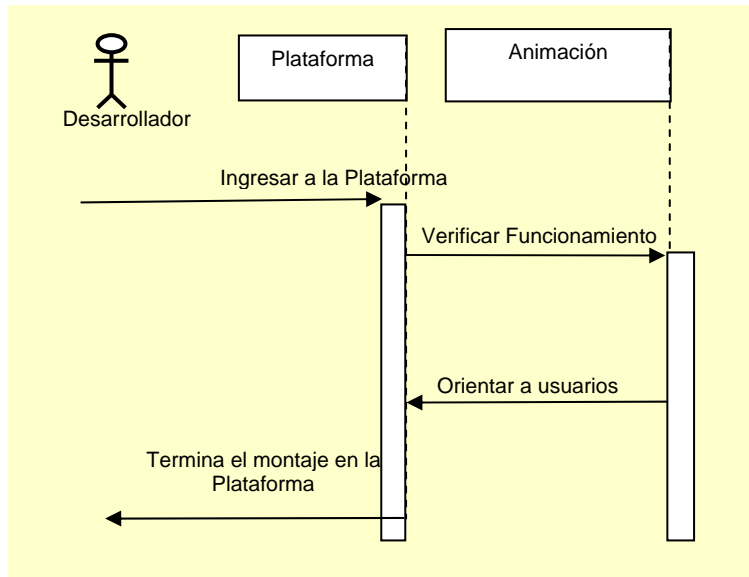 Plataforma
Animación
Desarrollador
Ingresar a la Plataforma
Verificar Funcionamiento
Orientar a usuarios
Termina el montaje en la
Plataforma